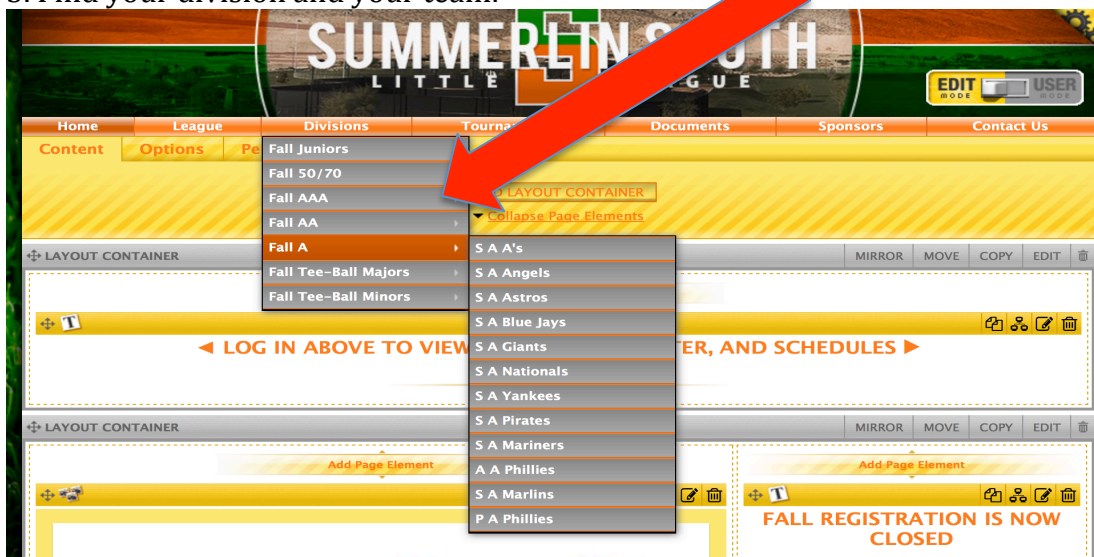 SUMMERLIN
LITTLE
EDIT MODE USER MODE
Home League Divisions Documents Sponsors Contact Us
Content Options
Fall Juniors
Fall 50/70
Fall AAA
Fall AA
Fall A
Fall Tee-Ball Majors
Fall Tee-Ball Minors
LAYOUT CONTAINER
Collapse Page Elements
S A A's
S A Angels
S A Astros
S A Blue Jays
S A Giants
S A Nationals
S A Yankees
S A Pirates
S A Mariners
A A Phillies
S A Marlins
P A Phillies
LAYOUT CONTAINER MIRROR MOVE COPY EDIT
T
◄ LOG IN ABOVE TO VIEW AND SCHEDULES ►
LAYOUT CONTAINER MIRROR MOVE COPY EDIT
Add Page Element
Add Page Element
T
FALL REGISTRATION IS NOW
CLOSED